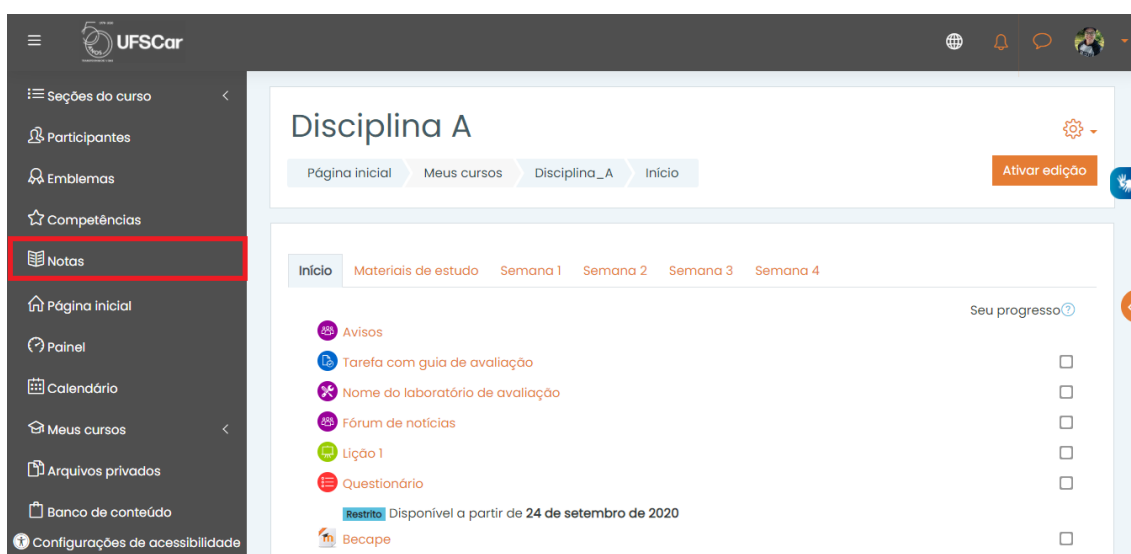 UFSCar
Seções do curso
Participantes
Emblemas
Competências
Notas
Página inicial
Painel
Calendário
Meus cursos
Arquivos privados
Banco de conteúdo
Configurações de acessibilidade
Disciplina A
Página inicial Meus cursos Disciplina_A Início
Ativar edição
Início Materiais de estudo Semana 1 Semana 2 Semana 3 Semana 4
Seu progresso
Avisos
Tarefa com guia de avaliação
Nome do laboratório de avaliação
Fórum de notícias
Lição 1
Questionário
Restrito Disponível a partir de 24 de setembro de 2020
Becape